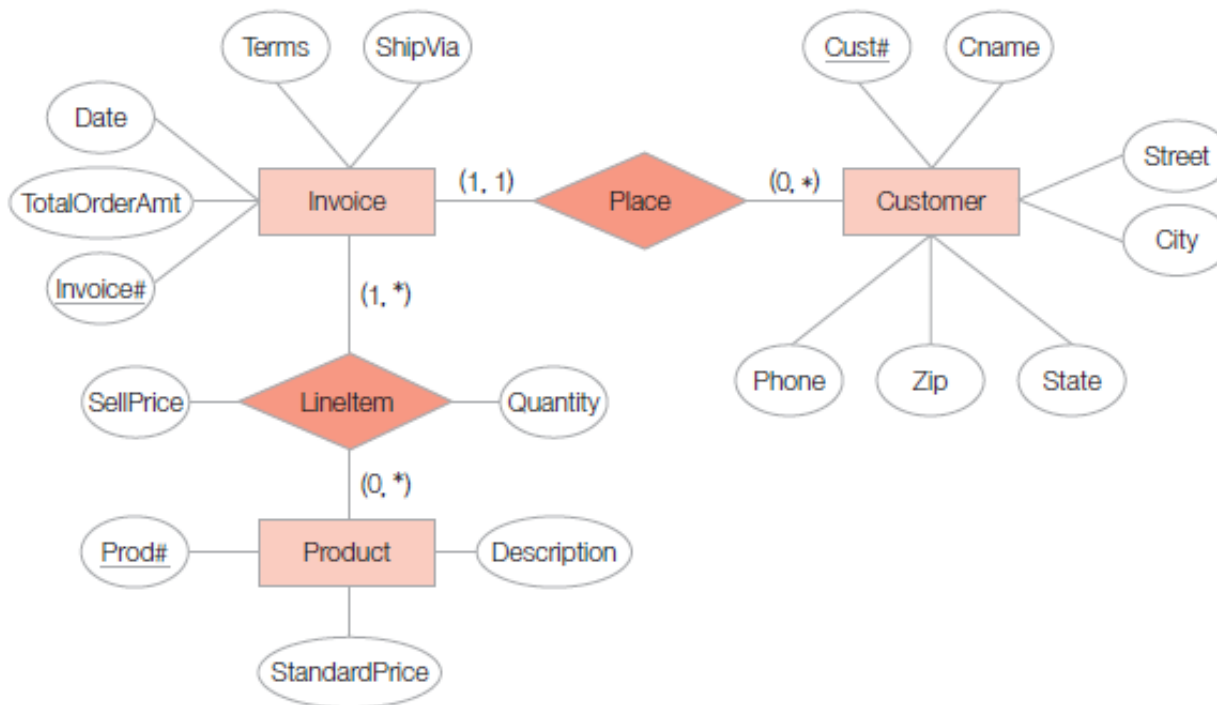 Terms
ShipVia
Cust#
Cname
Date
Street
TotalOrderAmt
Invoice
(1, 1)
Place
(0, *)
Customer
City
Invoice#
(1, *)
Phone
Zip
State
SellPrice
LineItem
Quantity
(0, *)
Prod#
Product
Description
StandardPrice